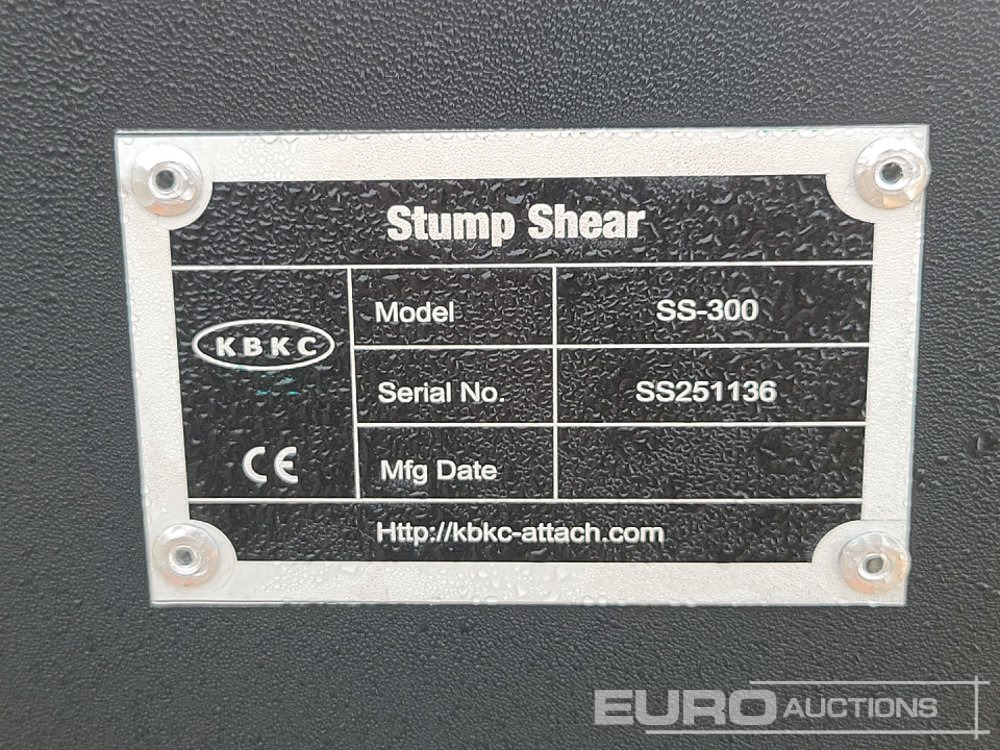 Stump Shear
KBKC
CE
Model SS-300
Serial No. SS251136
Mfg Date
Http://kbkc-attach.com
EURO AUCTIONS